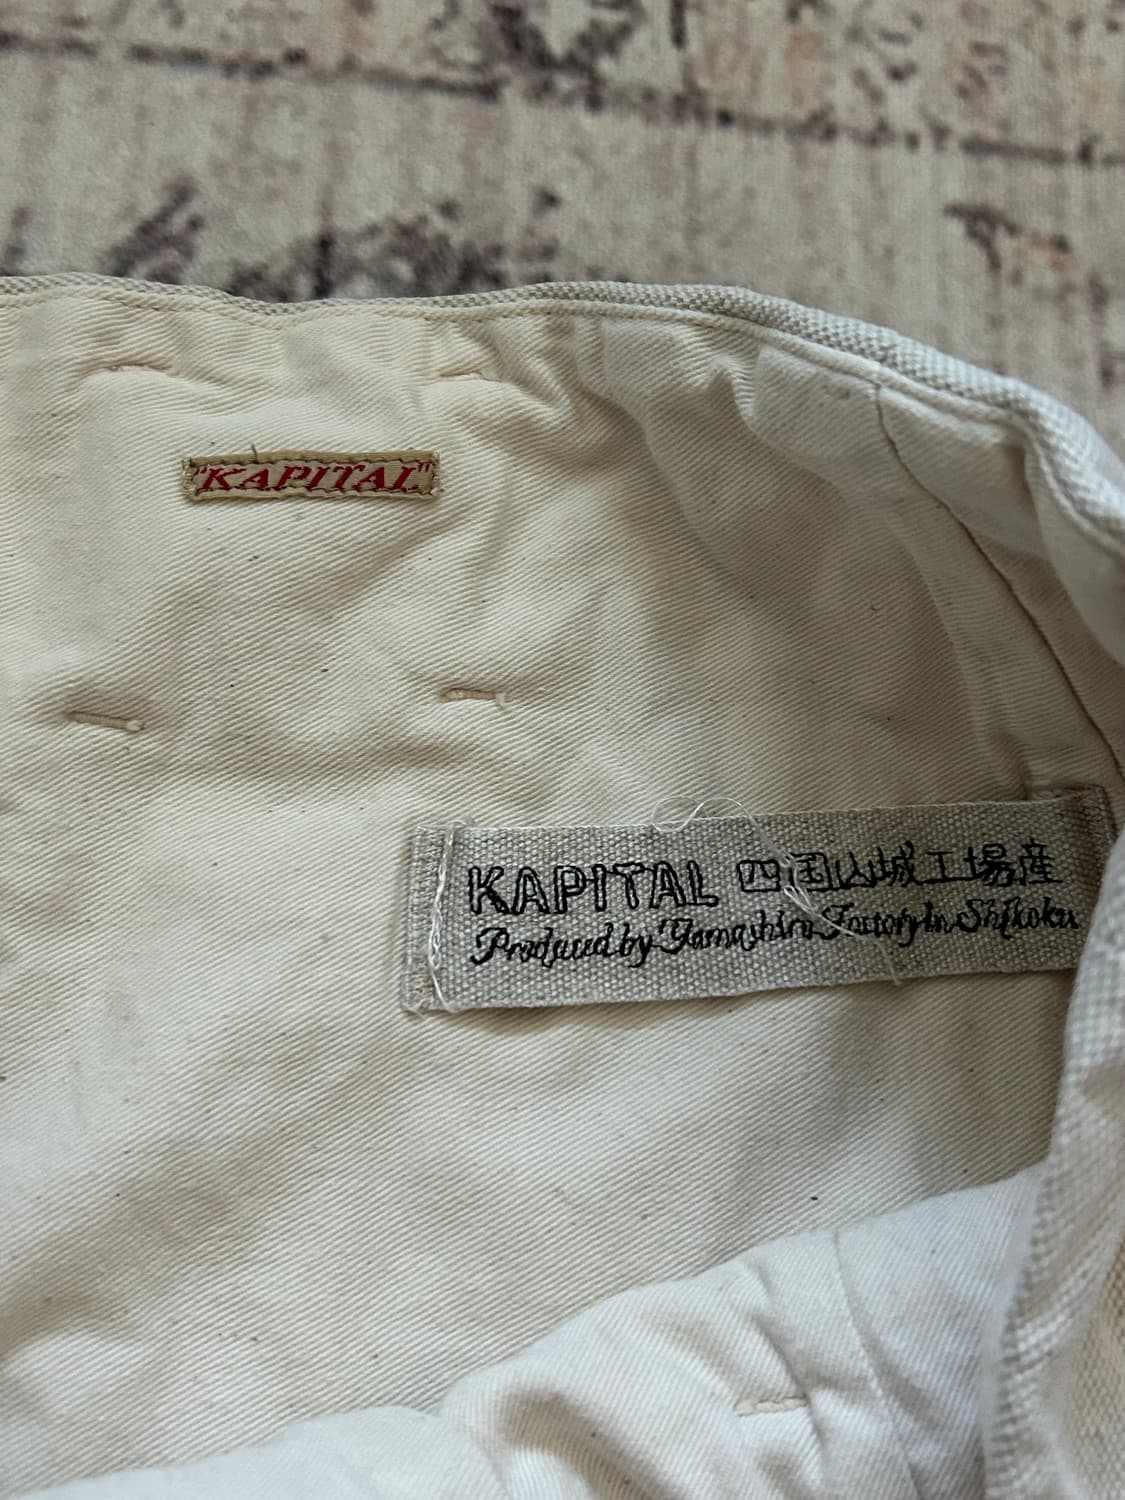 "KAPITAL"
KAPITAL 四国山城工場産
Produced by Yamashiro Factory In Shikoku